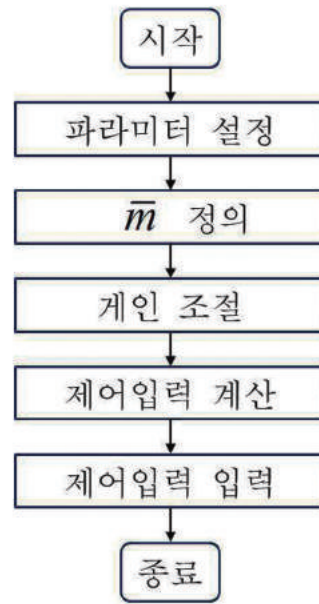 시작
파라미터 설정
m̅ 정의
게인 조절
제어입력 계산
제어입력 입력
종료